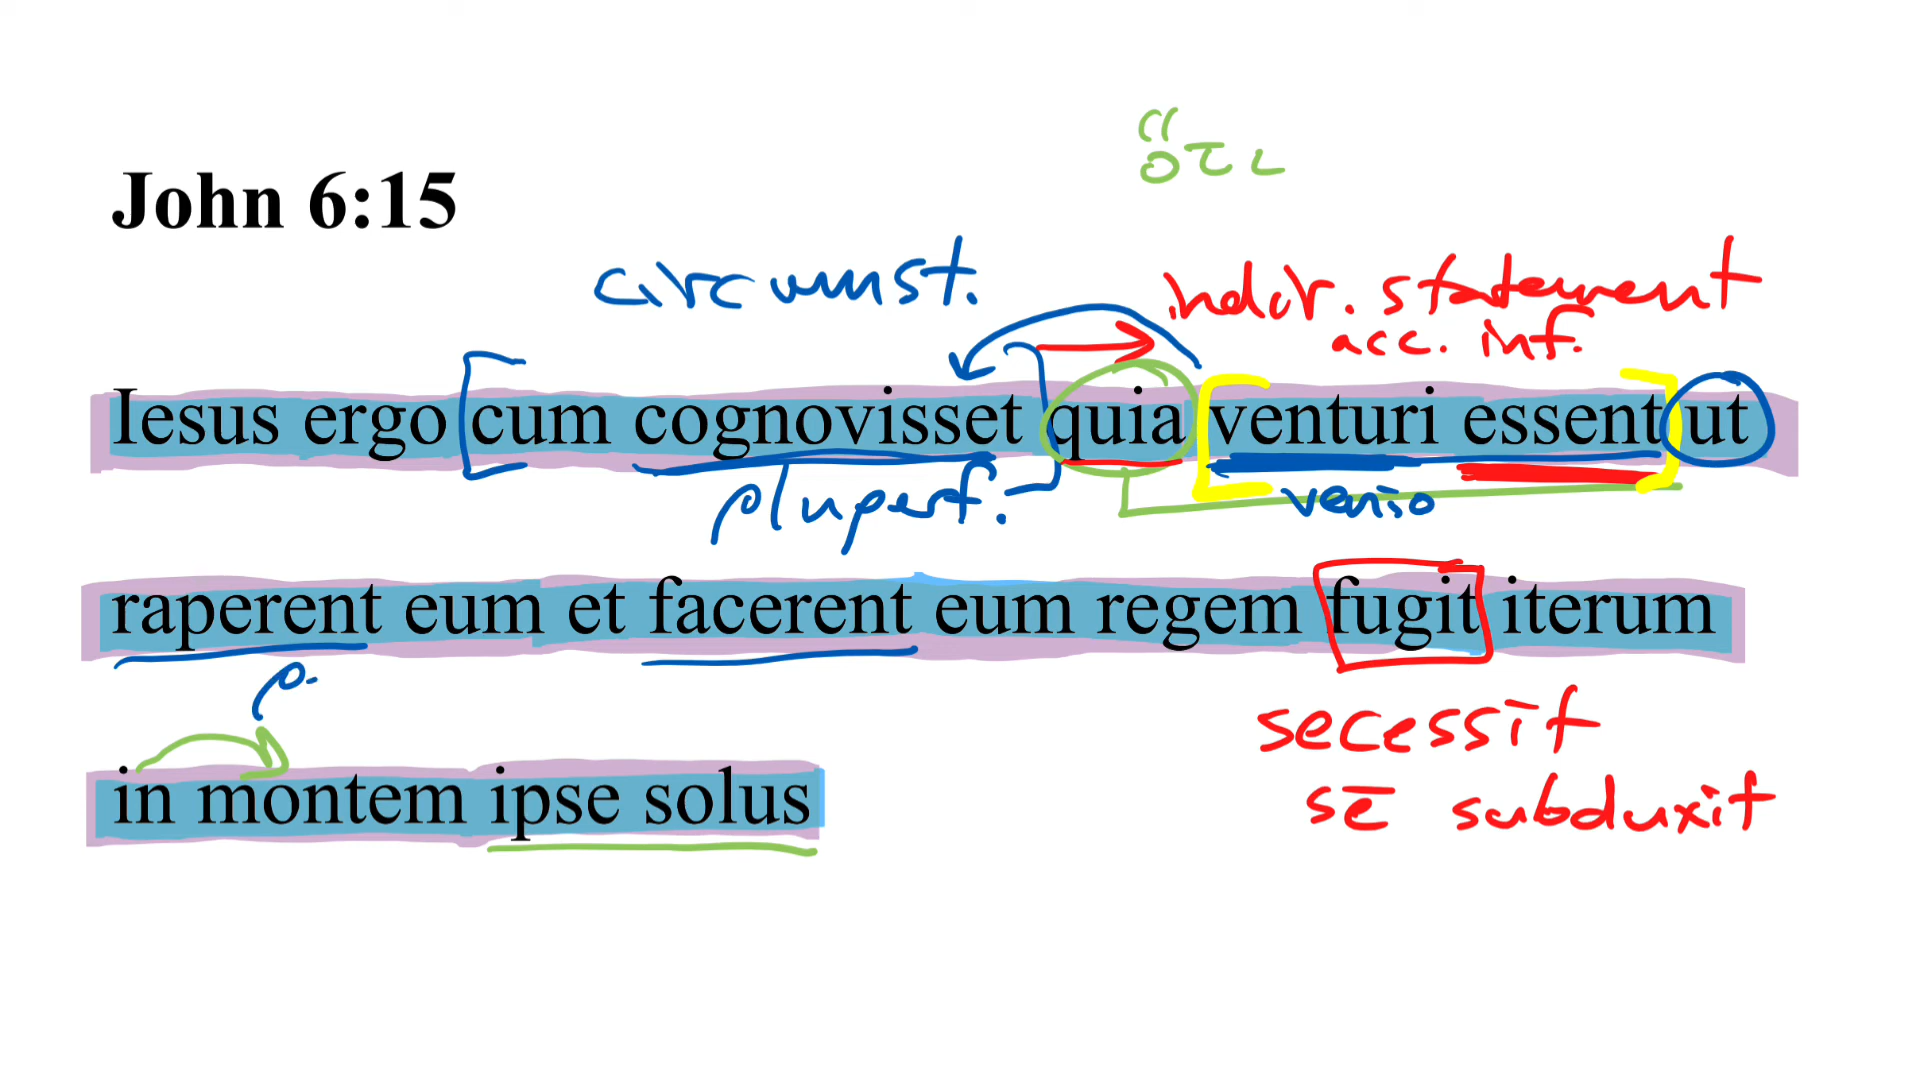 ὅτι
John 6:15
circumst.
indir. statement
acc. inf.
Iesus ergo cum cognovisset quia venturi essent ut
pluperf.
venio
raperent eum et facerent eum regem fugit iterum
p.
secessit
in montem ipse solus
sē subduxit